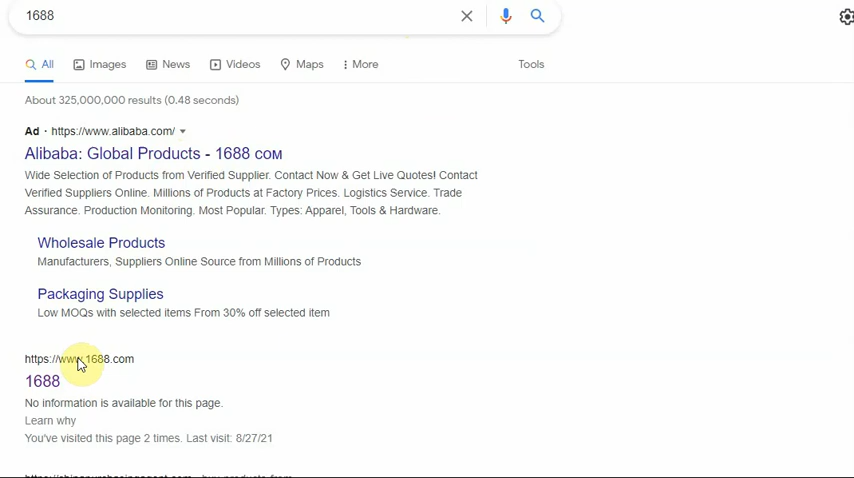 1688
All Images News Videos Maps More Tools
About 325,000,000 results (0.48 seconds)
Ad · https://www.alibaba.com/
Alibaba: Global Products - 1688 сом
Wide Selection of Products from Verified Supplier. Contact Now & Get Live Quotes! Contact
Verified Suppliers Online. Millions of Products at Factory Prices. Logistics Service. Trade
Assurance. Production Monitoring. Most Popular. Types: Apparel, Tools & Hardware.
Wholesale Products
Manufacturers, Suppliers Online Source from Millions of Products
Packaging Supplies
Low MOQs with selected items From 30% off selected item
https://www.1688.com
1688
No information is available for this page.
Learn why
You've visited this page 2 times. Last visit: 8/27/21